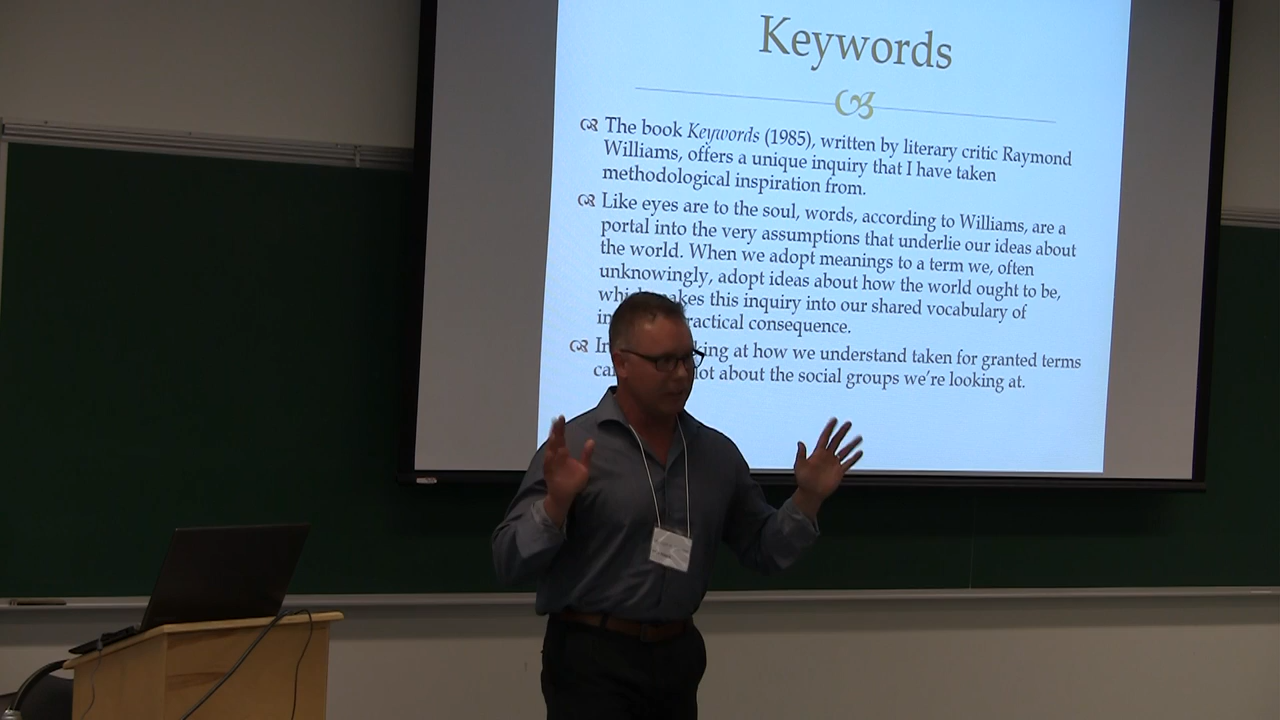 Keywords
The book Keywords (1985), written by literary critic Raymond
Williams, offers a unique inquiry that I have taken
methodological inspiration from.
Like eyes are to the soul, words, according to Williams, are a
portal into the very assumptions that underlie our ideas about
the world. When we adopt meanings to a term we, often
unknowingly, adopt ideas about how the world ought to be,
this inquiry into our shared vocabulary of
consequence.
at how we understand taken for granted terms
about the social groups we're looking at.